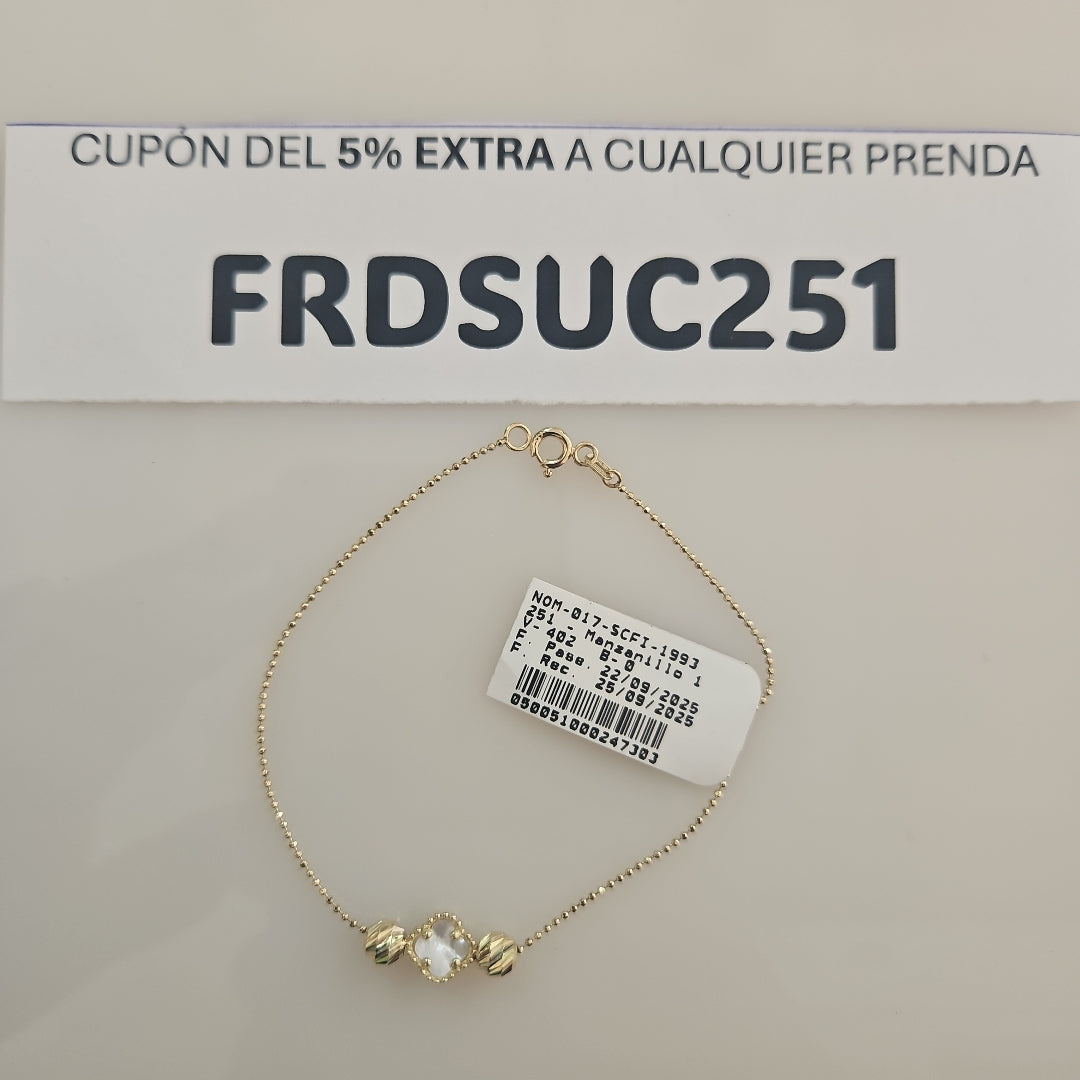 CUPÓN DEL 5% EXTRA A CUALQUIER PRENDA
FRDSUC251
NOM-017-SCFI-1993
251 - Manzanillo 1
V- 402 B-0
F. Pase. 22/09/2025
F. Rec. 25/09/2025
050051000247303